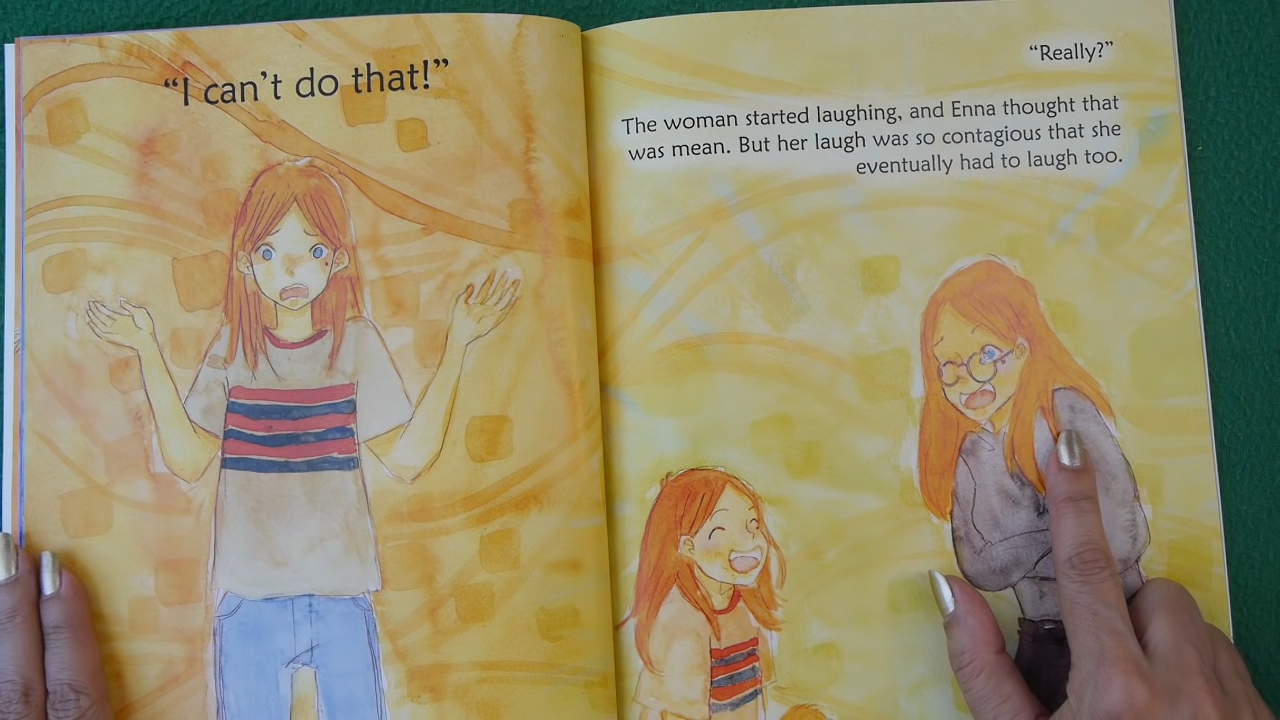 “I can’t do that!”
“Really?”
The woman started laughing, and Enna thought that
was mean. But her laugh was so contagious that she
eventually had to laugh too.